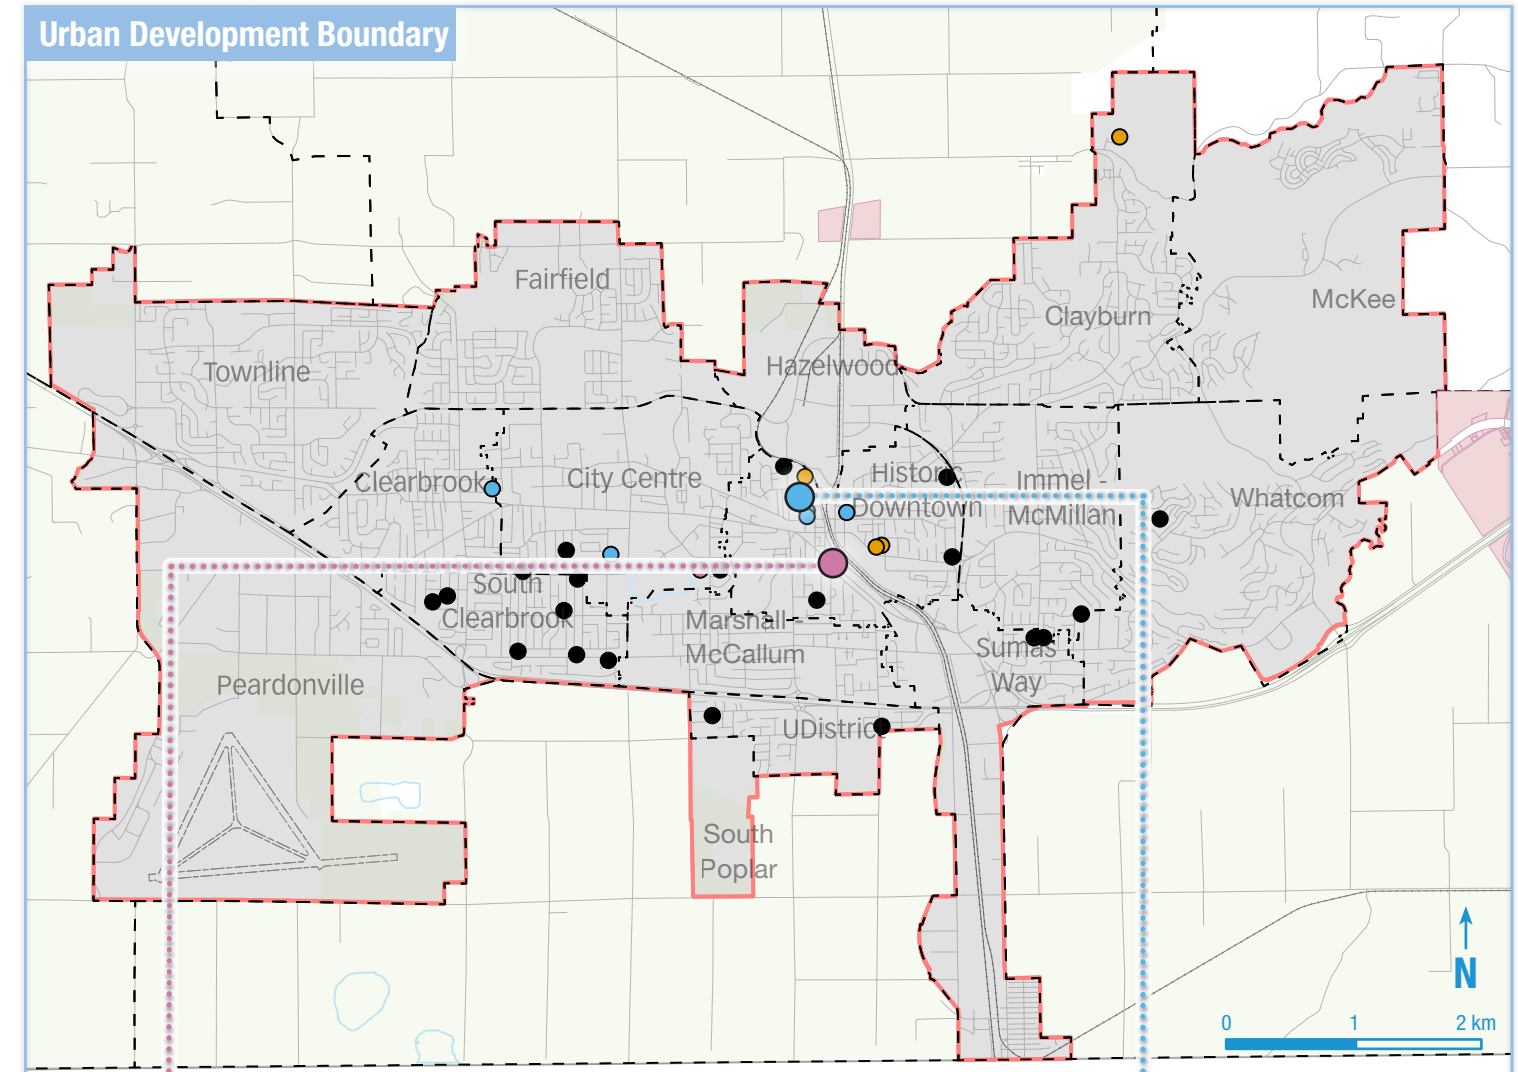 Urban Development Boundary
Fairfield
McKee
Clayburn
Townline
Hazelwood
Clearbrook
City Centre
Historic
Downtown
Immel -
McMillan
Whatcom
South
Clearbrook
Marshall -
McCallum
Sumas
Way
Peardonville
UDistrict
South
Poplar
N
0 1 2 km